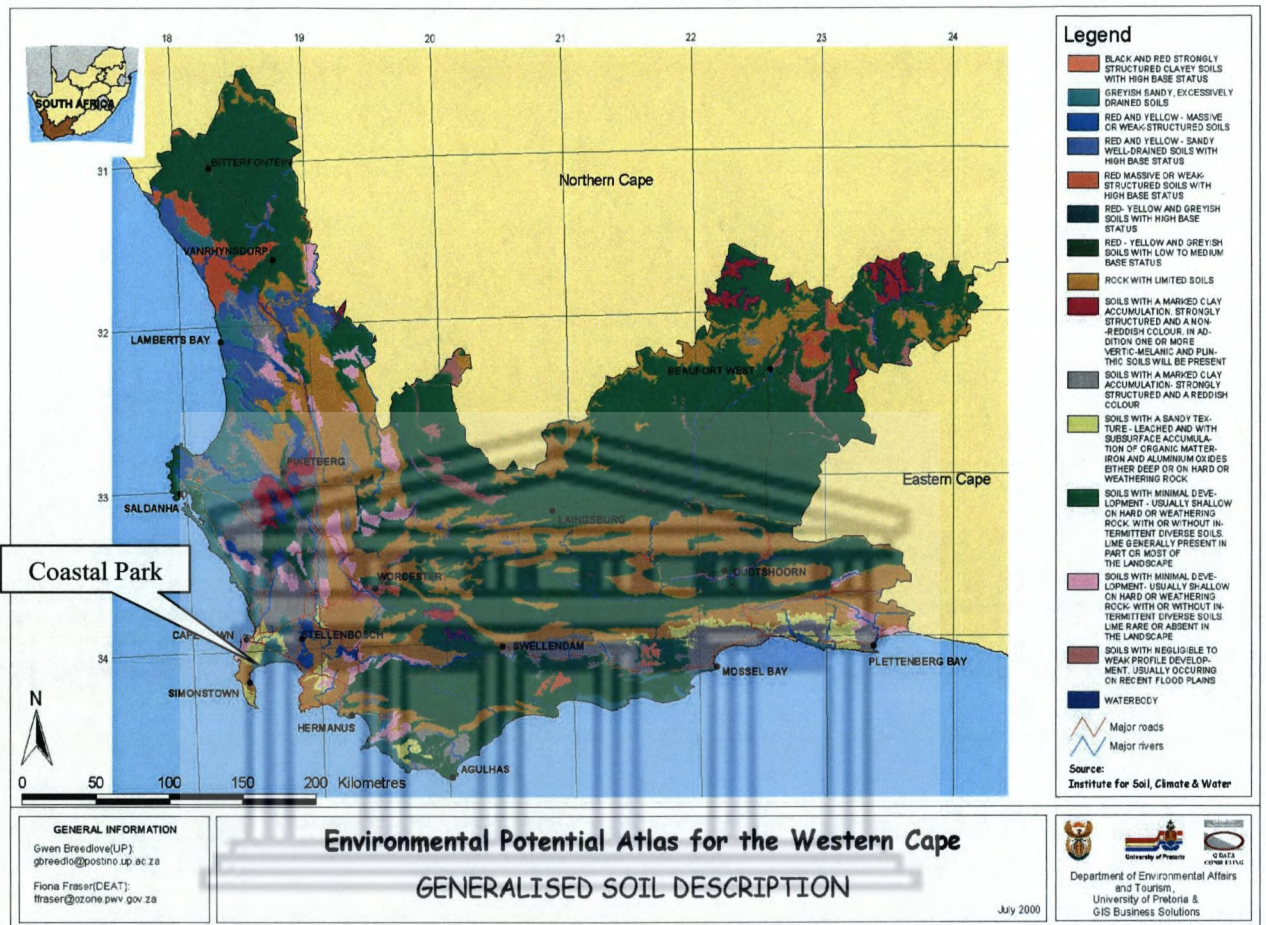 18 19 20 21 22 23 24
SOUTH AFRICA
31
32
33
34
BITTERFONTEIN
Northern Cape
VANRHYNSDORP
LAMBERTS BAY
BEAUFORT WEST
PIKETBERG
Eastern Cape
SALDANHA
LAINGSBURG
Coastal Park
WORCESTER
OUDTSHOORN
STELLENBOSCH
SWELLENDAM
PLETTENBERG BAY
MOSSEL BAY
SIMONSTOWN
HERMANUS
AGULHAS
N
0 50 100 150 200 Kilometres
Legend
BLACK AND RED STRONGLY
STRUCTURED CLAYEY SOILS
WITH HIGH BASE STATUS
GREYISH SANDY, EXCESSIVELY
DRAINED SOILS
RED AND YELLOW - MASSIVE
OR WEAK-STRUCTURED SOILS
RED AND YELLOW - SANDY
WELL-DRAINED SOILS WITH
HIGH BASE STATUS
RED MASSIVE OR WEAK-
STRUCTURED SOILS WITH
HIGH BASE STATUS
RED- YELLOW AND GREYISH
SOILS WITH HIGH BASE
STATUS
RED - YELLOW AND GREYISH
SOILS WITH LOW TO MEDIUM
BASE STATUS
ROCK WITH LIMITED SOILS
SOILS WITH A MARKED CLAY
ACCUMULATION. STRONGLY
STRUCTURED AND A NON-
-REDDISH COLOUR. IN AD-
DITION ONE OR MORE
VERTIC-MELANIC AND PLIN-
THIC SOILS WILL BE PRESENT
SOILS WITH A MARKED CLAY
ACCUMULATION- STRONGLY
STRUCTURED AND A REDDISH
COLOUR
SOILS WITH A SANDY TEX-
TURE - LEACHED AND WITH
SUBSURFACE ACCUMULA-
TION OF ORGANIC MATTER-
IRON AND ALUMINIUM OXIDES
EITHER DEEP OR ON HARD OR
WEATHERING ROCK
SOILS WITH MINIMAL DEVE-
LOPMENT - USUALLY SHALLOW
ON HARD OR WEATHERING
ROCK. WITH OR WITHOUT IN-
TERMITTENT DIVERSE SOILS.
LIME GENERALLY PRESENT IN
PART OR MOST OF
THE LANDSCAPE
SOILS WITH MINIMAL DEVE-
LOPMENT- USUALLY SHALLOW
ON HARD OR WEATHERING
ROCK- WITH OR WITHOUT IN-
TERMITTENT DIVERSE SOILS.
LIME RARE OR ABSENT IN
THE LANDSCAPE
SOILS WITH NEGLIGIBLE TO
WEAK PROFILE DEVELOP-
MENT. USUALLY OCCURING
ON RECENT FLOOD PLAINS
WATERBODY
Major roads
Major rivers
Source:
Institute for Soil, Climate & Water
GENERAL INFORMATION
Gwen Breedlove(UP):
gbreedlo@postino.up.ac.za
Fiona Fraser(DEAT):
ffraser@ozone.pwv.gov.za
Environmental Potential Atlas for the Western Cape
GENERALISED SOIL DESCRIPTION
July 2000
University of Pretoria
Q DATA
CONSULTING
Department of Environmental Affairs
and Tourism,
University of Pretoria &
GIS Business Solutions